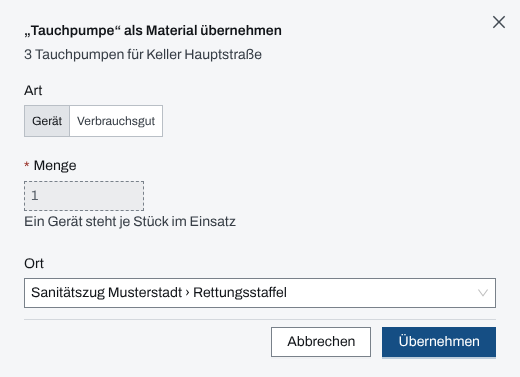 „Tauchpumpe“ als Material übernehmen
3 Tauchpumpen für Keller Hauptstraße
Art
Gerät Verbrauchsgut
* Menge
1
Ein Gerät steht je Stück im Einsatz
Ort
Sanitätszug Musterstadt › Rettungsstaffel
Abbrechen Übernehmen